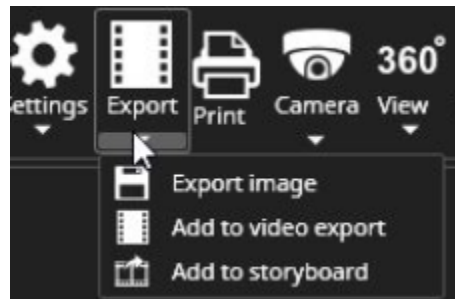 ettings
Export
Print
Camera
360°
View
Export image
Add to video export
Add to storyboard